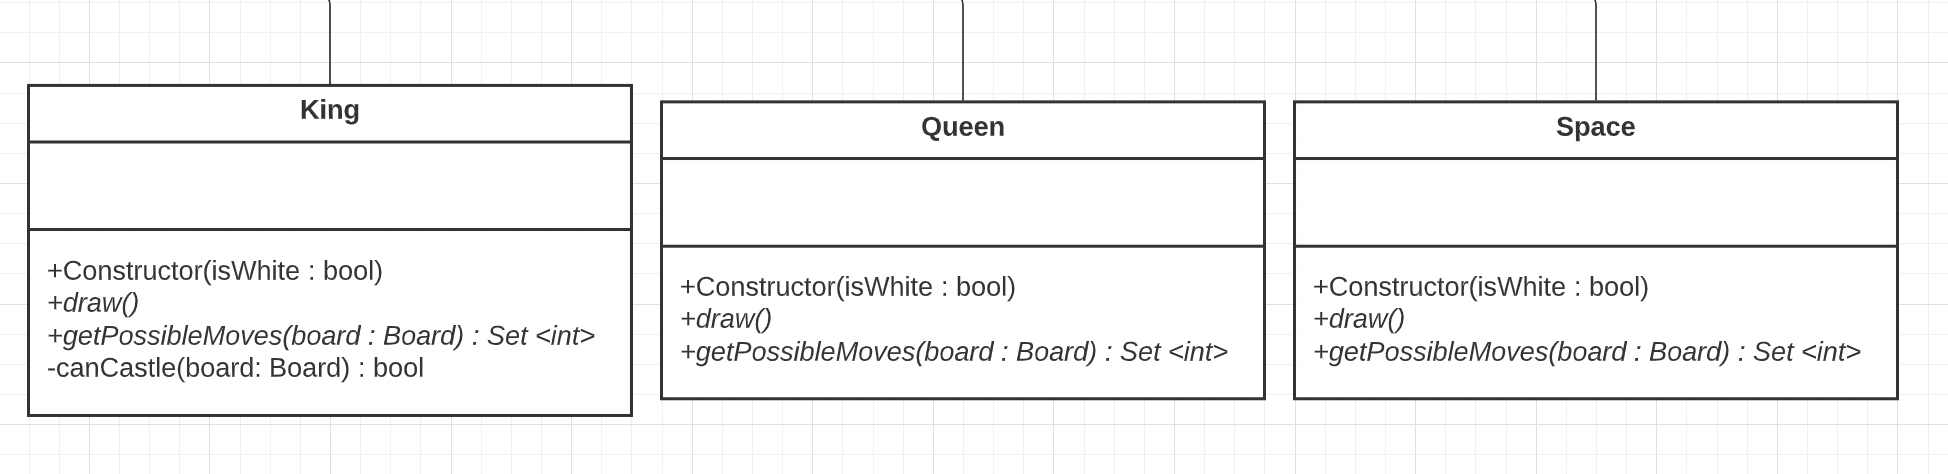 King
+Constructor(isWhite : bool)
+draw()
+getPossibleMoves(board : Board) : Set <int>
-canCastle(board: Board) : bool
Queen
+Constructor(isWhite : bool)
+draw()
+getPossibleMoves(board : Board) : Set <int>
Space
+Constructor(isWhite : bool)
+draw()
+getPossibleMoves(board : Board) : Set <int>